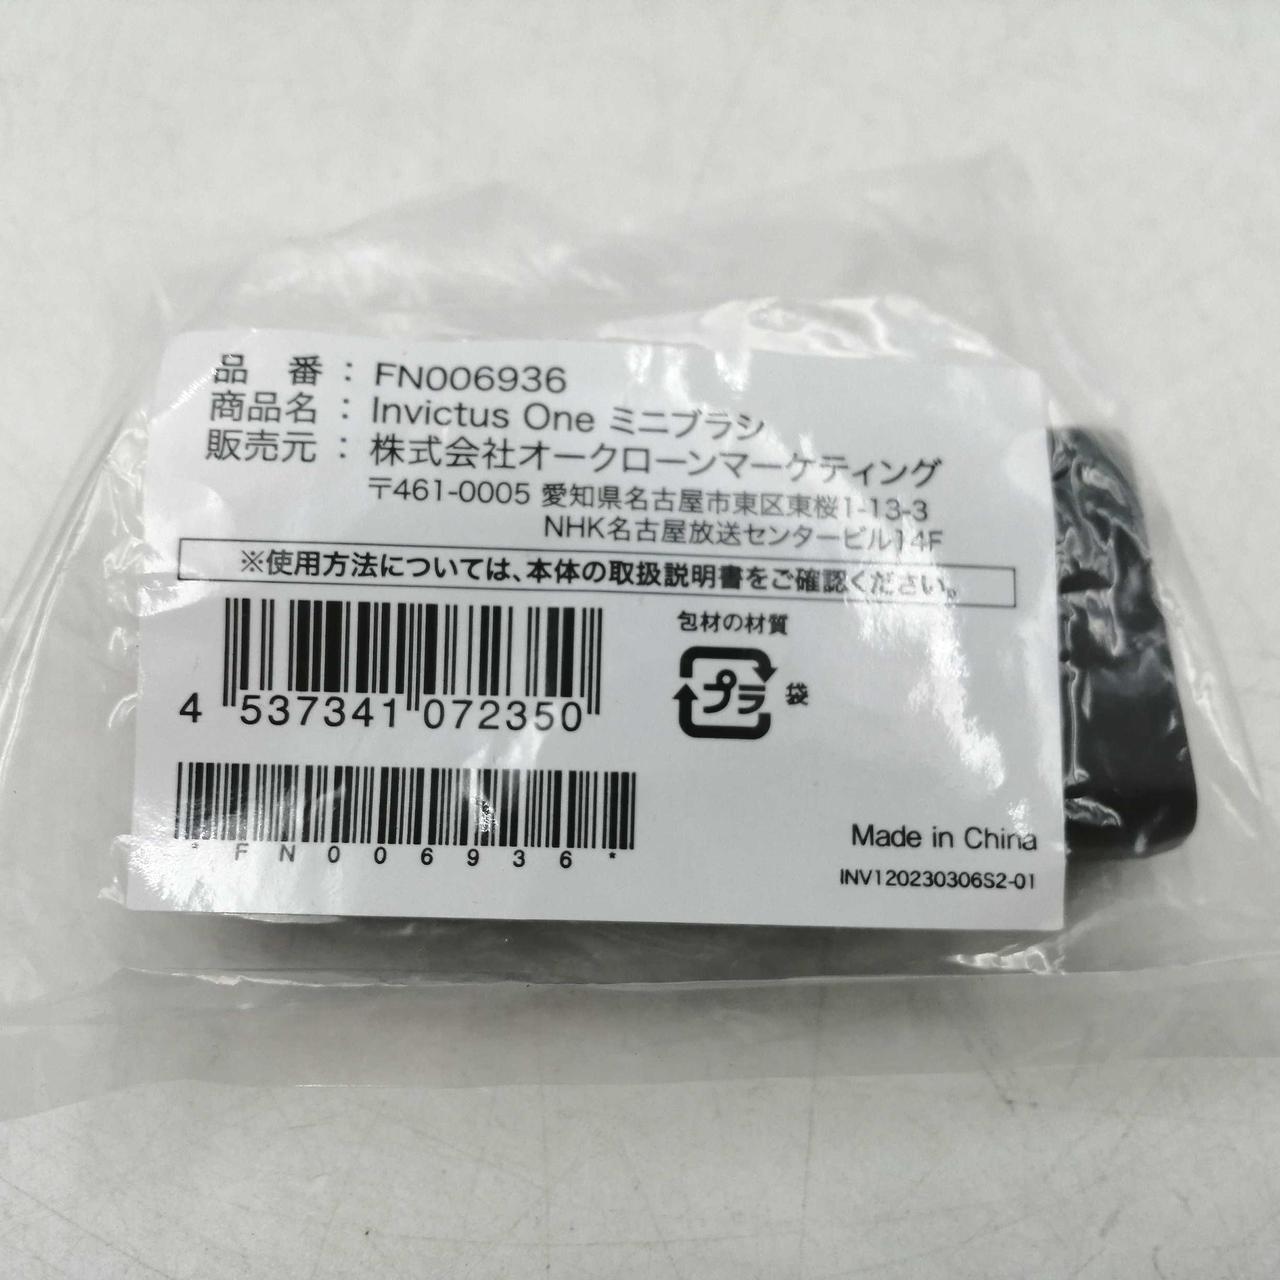 品 番 : FN006936
商品名 : Invictus One ミニブラシ
販売元 : 株式会社オークローンマーケティング
〒461-0005 愛知県名古屋市東区東桜1-13-3
NHK名古屋放送センタービル14F
※使用方法については、本体の取扱説明書をご確認ください。
包材の材質
プラ 袋
4 537341 072350
*FN006936*
Made in China
INV120230306S2-01